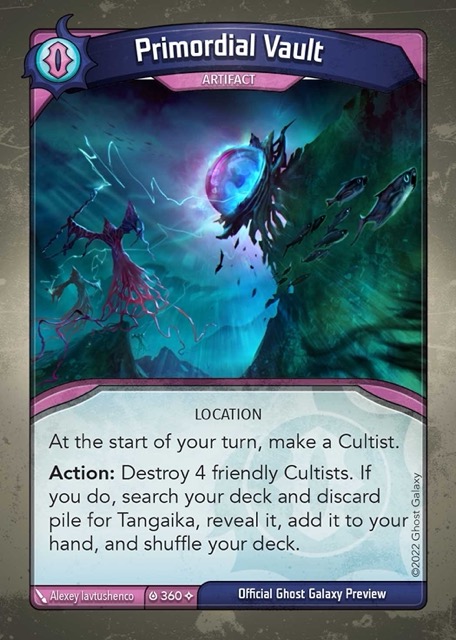 Primordial Vault
ARTIFACT
LOCATION
At the start of your turn, make a Cultist.
Action: Destroy 4 friendly Cultists. If
you do, search your deck and discard
pile for Tangaika, reveal it, add it to your
hand, and shuffle your deck.
©2022 Ghost Galaxy
Alexey Iavtushenco
360
Official Ghost Galaxy Preview